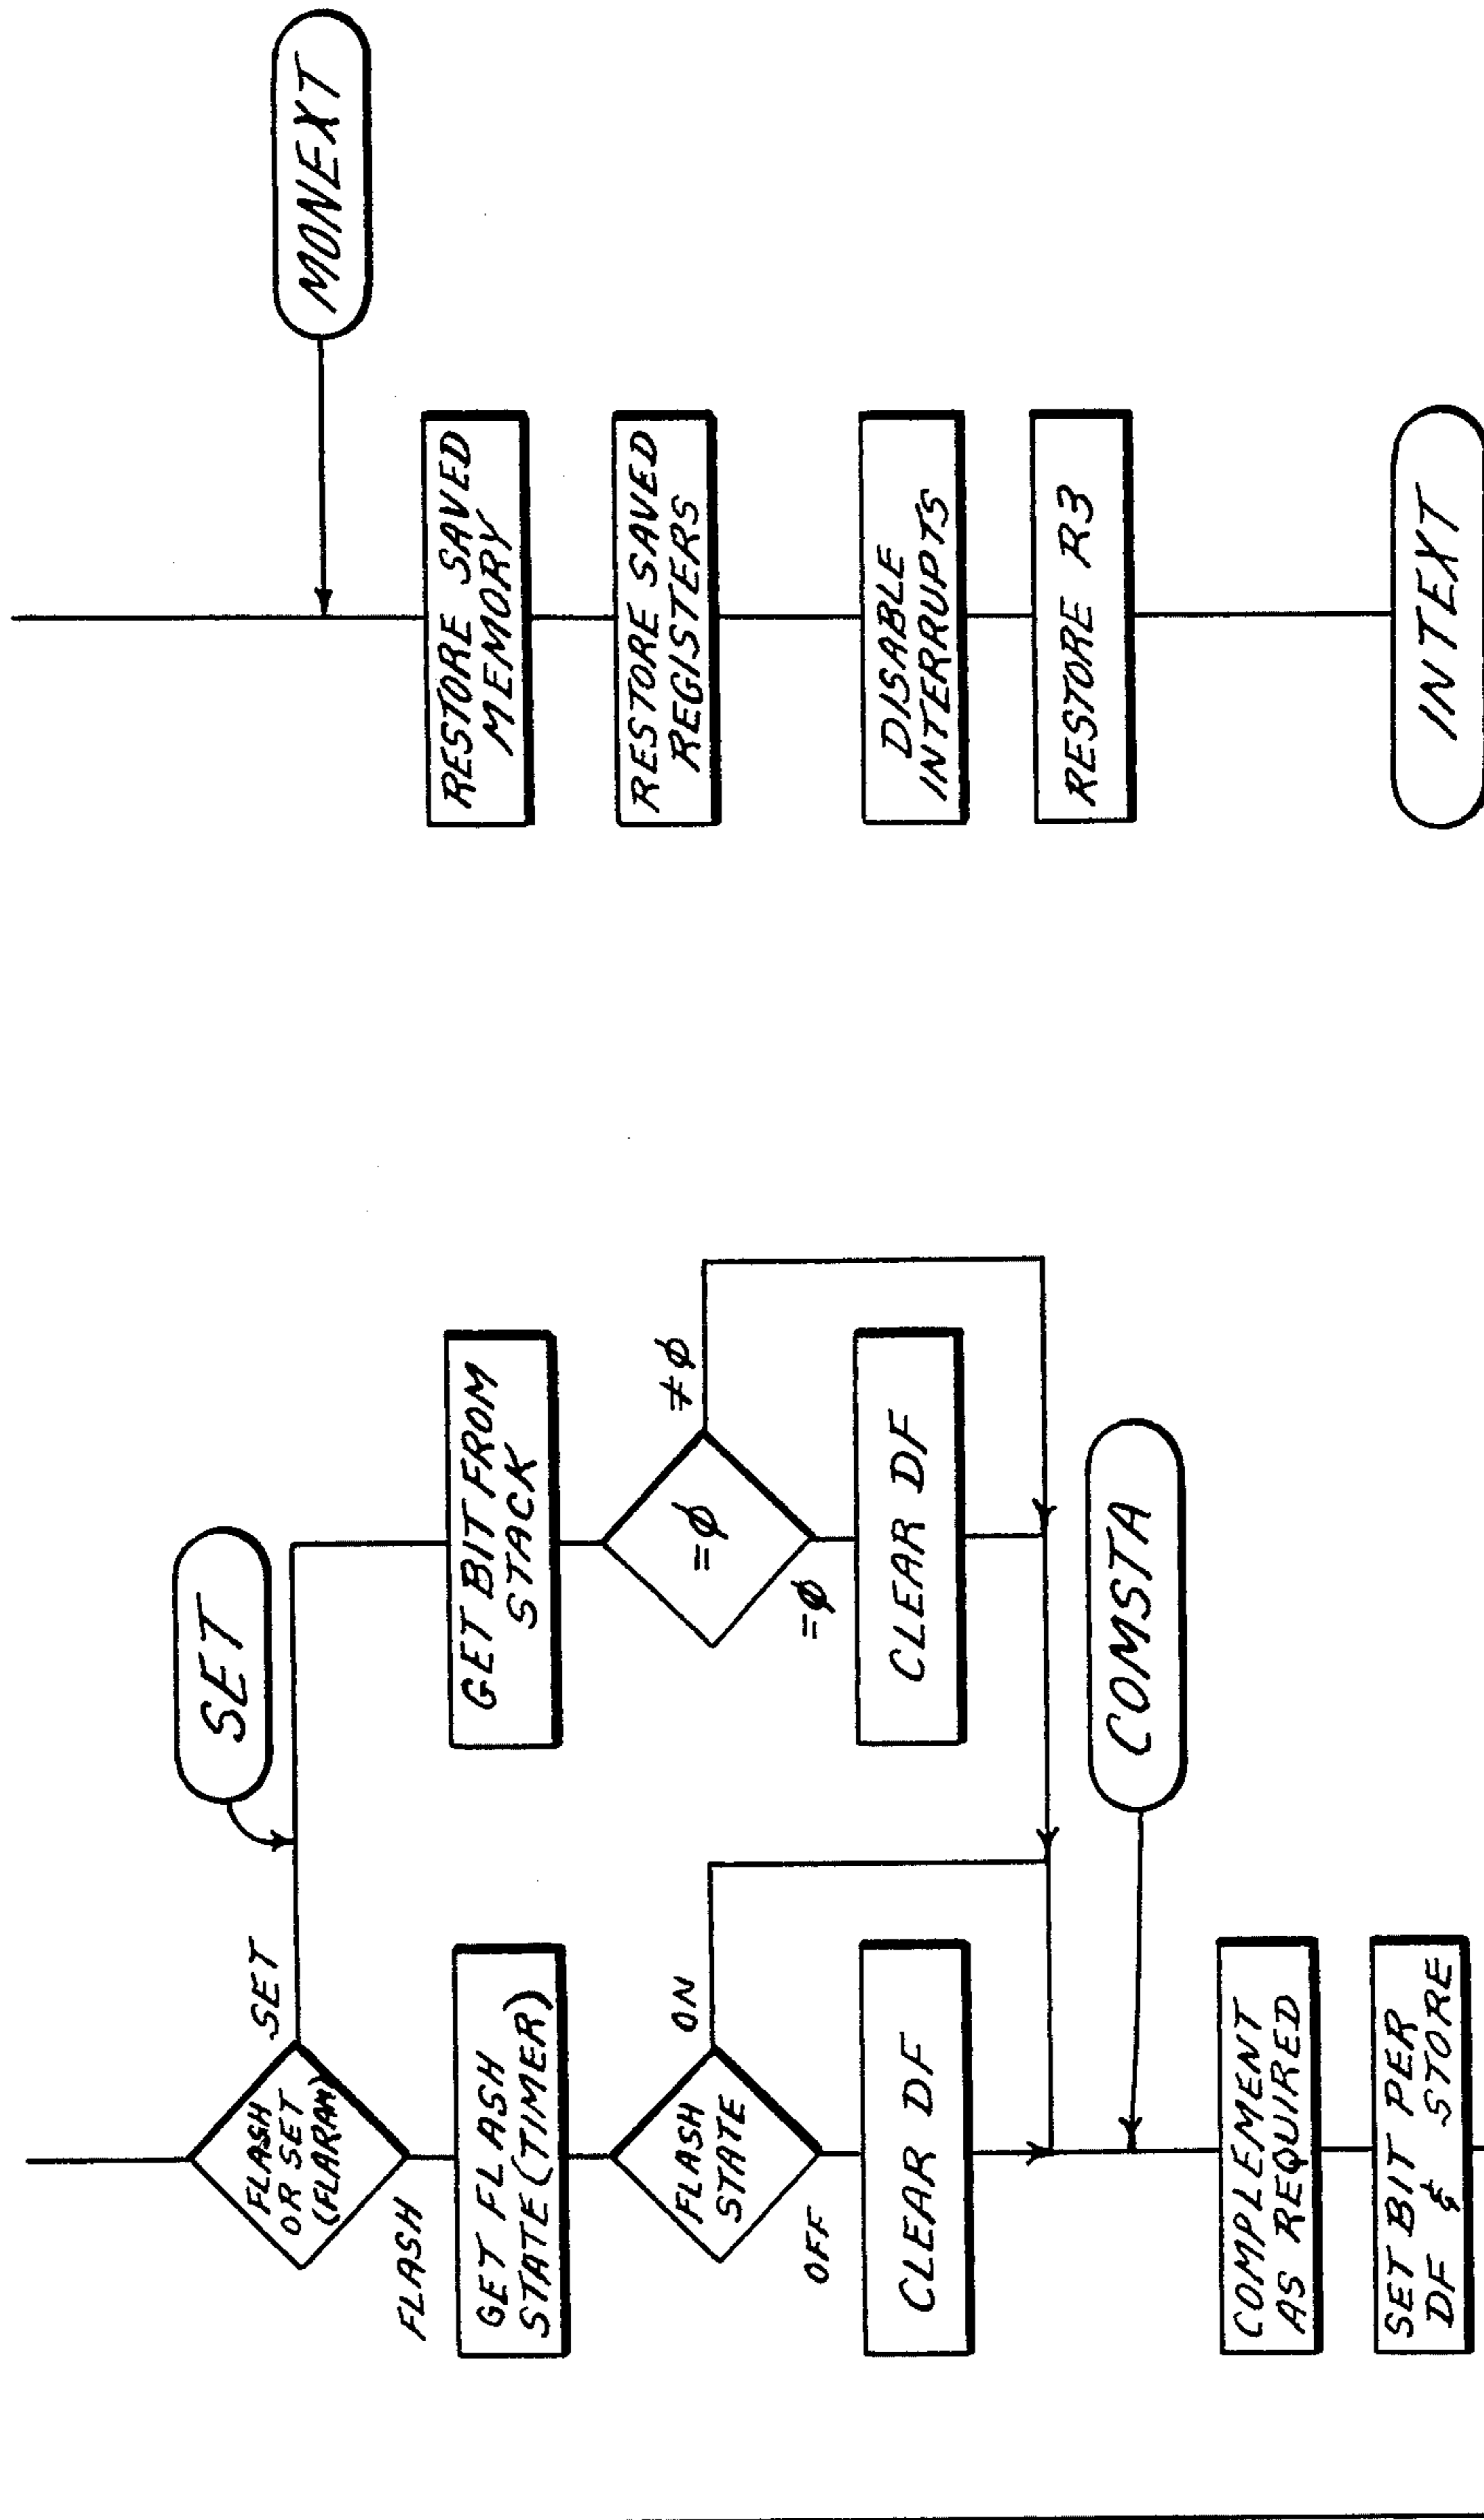 FLASH
OR SET
(FLARAM)
SET
SET
FLASH
GET FLASH
STATE (TIMER)
FLASH
STATE
ON
OFF
CLEAR DF
GET BIT FROM
STACK
=φ
≠φ
=φ
CLEAR DF
COMSTA
COMPLEMENT
AS REQUIRED
SET BIT PER
DF & STORE
MONEXT
RESTORE SAVED
MEMORY
RESTORE SAVED
REGISTERS
DISABLE
INTERRUPTS
RESTORE R3
INTEXT